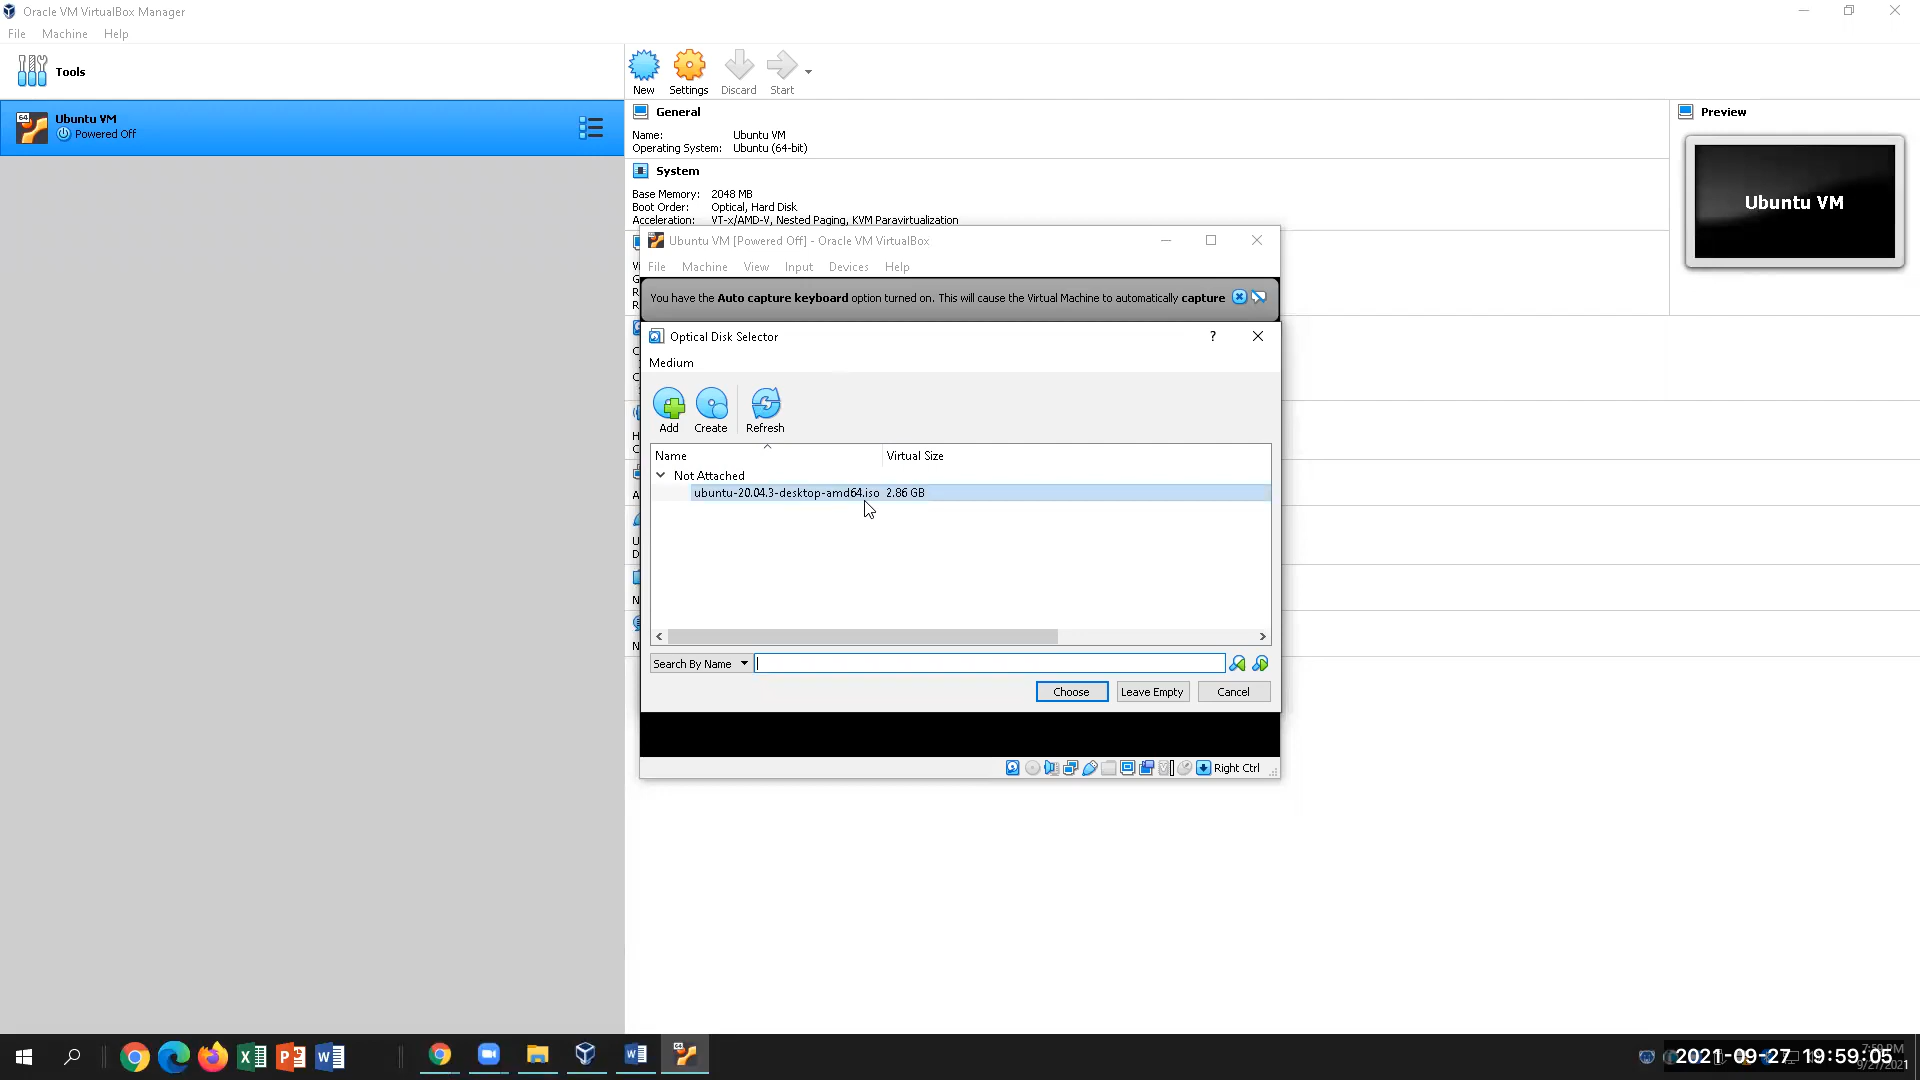 Oracle VM VirtualBox Manager
File Machine Help
Tools
New Settings Discard Start
64
Ubuntu VM
Powered Off
General
Name: Ubuntu VM
Operating System: Ubuntu (64-bit)
Preview
Ubuntu VM
System
Base Memory: 2048 MB
Boot Order: Optical, Hard Disk
Acceleration: VT-x/AMD-V, Nested Paging, KVM Paravirtualization
Ubuntu VM [Powered Off] - Oracle VM VirtualBox
File Machine View Input Devices Help
You have the Auto capture keyboard option turned on. This will cause the Virtual Machine to automatically capture
Optical Disk Selector
?
Medium
Add Create Refresh
Name Virtual Size
Not Attached
ubuntu-20.04.3-desktop-amd64.iso 2.86 GB
Search By Name
Choose Leave Empty Cancel
Right Ctrl
2021-09-27 19:59:05